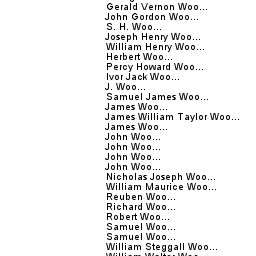 Gerald Vernon Woo...
John Gordon Woo...
S. H. Woo...
Joseph Henry Woo...
William Henry Woo...
Herbert Woo...
Percy Howard Woo...
Ivor Jack Woo...
J. Woo...
Samuel James Woo...
James Woo...
James William Taylor Woo...
James Woo...
John Woo...
John Woo...
John Woo...
John Woo...
Nicholas Joseph Woo...
William Maurice Woo...
Reuben Woo...
Richard Woo...
Robert Woo...
Samuel Woo...
Samuel Woo...
William Steggall Woo...
William Walter Woo...